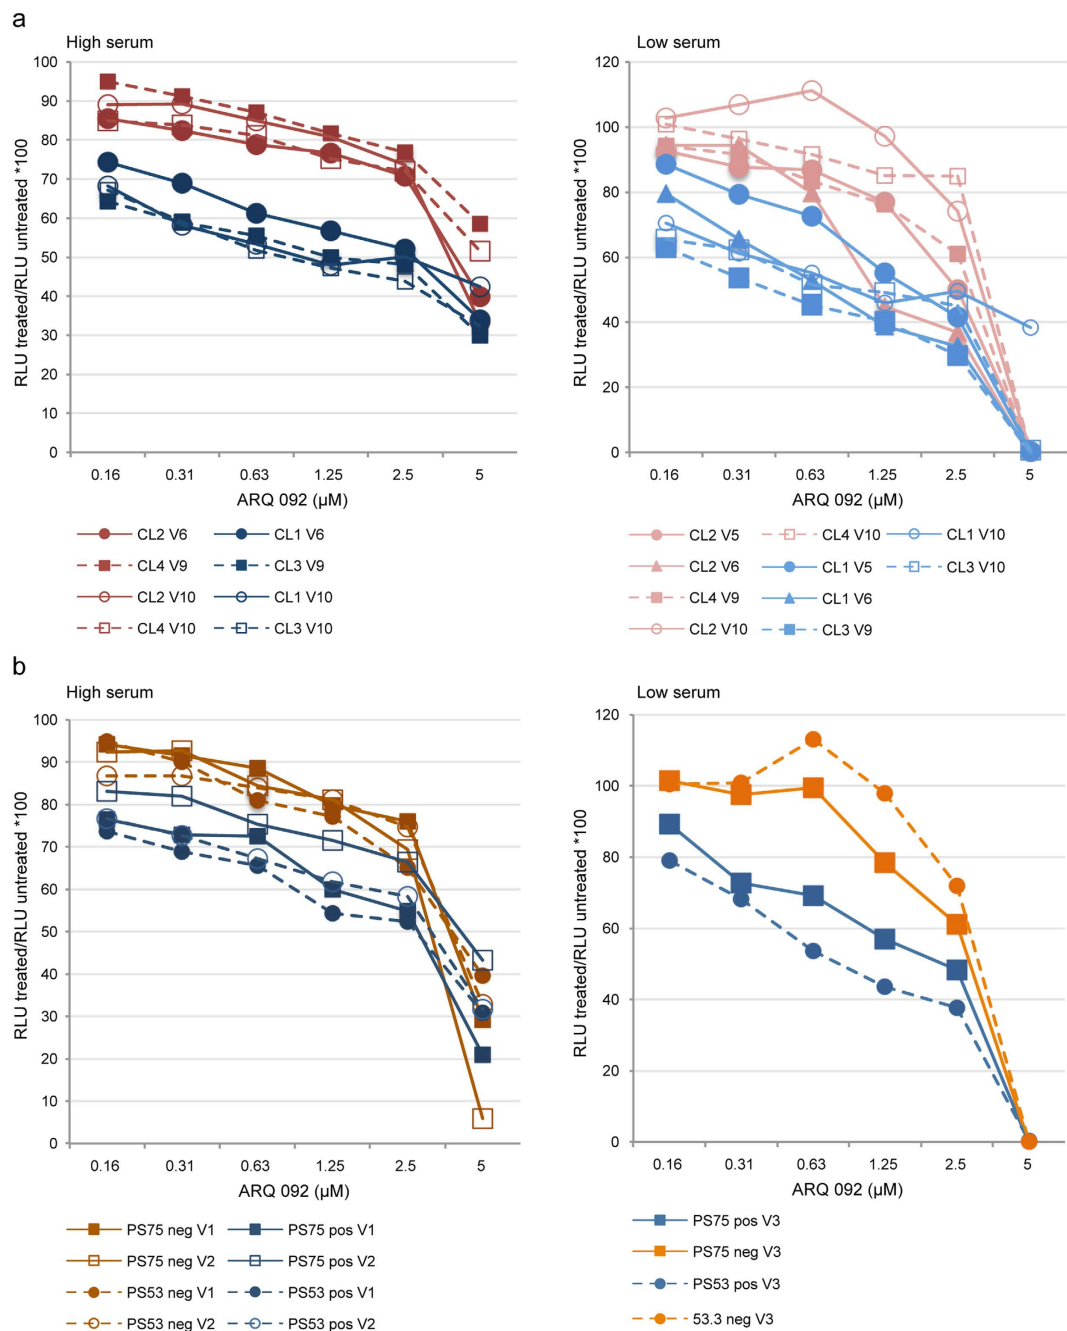 a
High serum
Low serum
100
90
80
70
60
50
40
30
20
10
0
RLU treated/RLU untreated *100
0.16 0.31 0.63 1.25 2.5 5
ARQ 092 (µM)
CL2 V6 CL1 V6
CL4 V9 CL3 V9
CL2 V10 CL1 V10
CL4 V10 CL3 V10
120
100
80
60
40
20
0
RLU treated/RLU untreated *100
0.16 0.31 0.63 1.25 2.5 5
ARQ 092 (µM)
CL2 V5 CL4 V10 CL1 V10
CL2 V6 CL1 V5 CL3 V10
CL4 V9 CL1 V6
CL2 V10 CL3 V9
b
High serum
Low serum
100
90
80
70
60
50
40
30
20
10
0
RLU treated/RLU untreated *100
0.16 0.31 0.63 1.25 2.5 5
ARQ 092 (µM)
PS75 neg V1 PS75 pos V1
PS75 neg V2 PS75 pos V2
PS53 neg V1 PS53 pos V1
PS53 neg V2 PS53 pos V2
120
100
80
60
40
20
0
RLU treated/RLU untreated *100
0.16 0.31 0.63 1.25 2.5 5
ARQ 092 (µM)
PS75 pos V3
PS75 neg V3
PS53 pos V3
53.3 neg V3